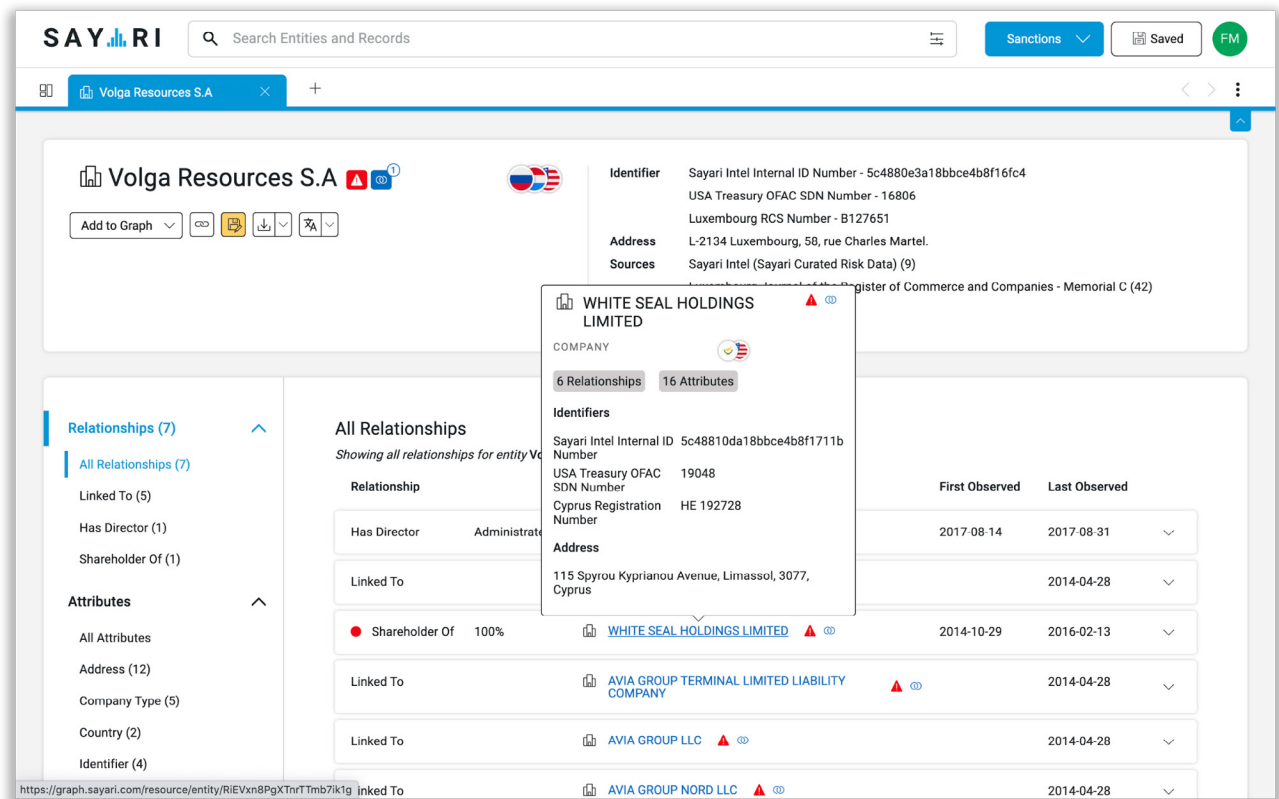 SAYARI
Search Entities and Records
Sanctions
Saved
FM
Volga Resources S.A
Volga Resources S.A
1
Add to Graph
Identifier
Sayari Intel Internal ID Number - 5c4880e3a18bbce4b8f16fc4
USA Treasury OFAC SDN Number - 16806
Luxembourg RCS Number - B127651
Address
L-2134 Luxembourg, 58, rue Charles Martel.
Sources
Sayari Intel (Sayari Curated Risk Data) (9)
Luxembourg Journal of the Register of Commerce and Companies - Memorial C (42)
WHITE SEAL HOLDINGS
LIMITED
COMPANY
6 Relationships
16 Attributes
Identifiers
Sayari Intel Internal ID
Number
5c48810da18bbce4b8f1711b
USA Treasury OFAC
SDN Number
19048
Cyprus Registration
Number
HE 192728
Address
115 Spyrou Kyprianou Avenue, Limassol, 3077,
Cyprus
Relationships (7)
All Relationships (7)
Linked To (5)
Has Director (1)
Shareholder Of (1)
Attributes
All Attributes
Address (12)
Company Type (5)
Country (2)
Identifier (4)
All Relationships
Showing all relationships for entity
Relationship
First Observed
Last Observed
Has Director
2017-08-14
2017-08-31
Linked To
2014-04-28
Shareholder Of
100%
WHITE SEAL HOLDINGS LIMITED
2014-10-29
2016-02-13
Linked To
AVIA GROUP TERMINAL LIMITED LIABILITY
COMPANY
2014-04-28
Linked To
AVIA GROUP LLC
2014-04-28
inked To
AVIA GROUP NORD LLC
2014-04-28
https://graph.sayari.com/resource/entity/RiEVxn8PgXTnrTTmb7ik1g